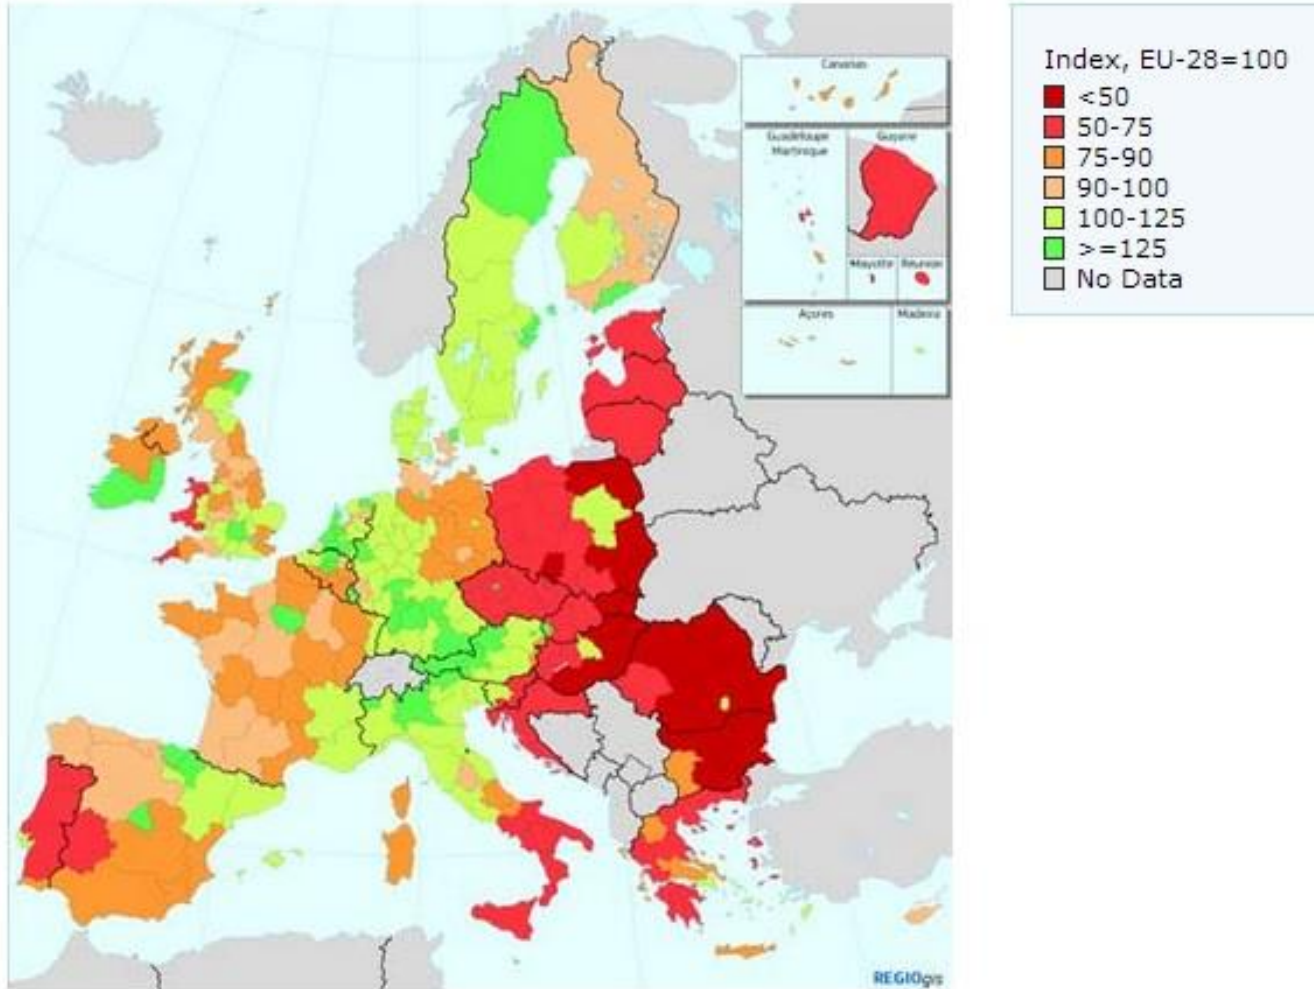 Canarias
Guadeloupe
Martinique
Guyane
Mayotte
Réunion
Açores
Madeira
REGIOgis
Index, EU-28=100
<50
50-75
75-90
90-100
100-125
>=125
No Data